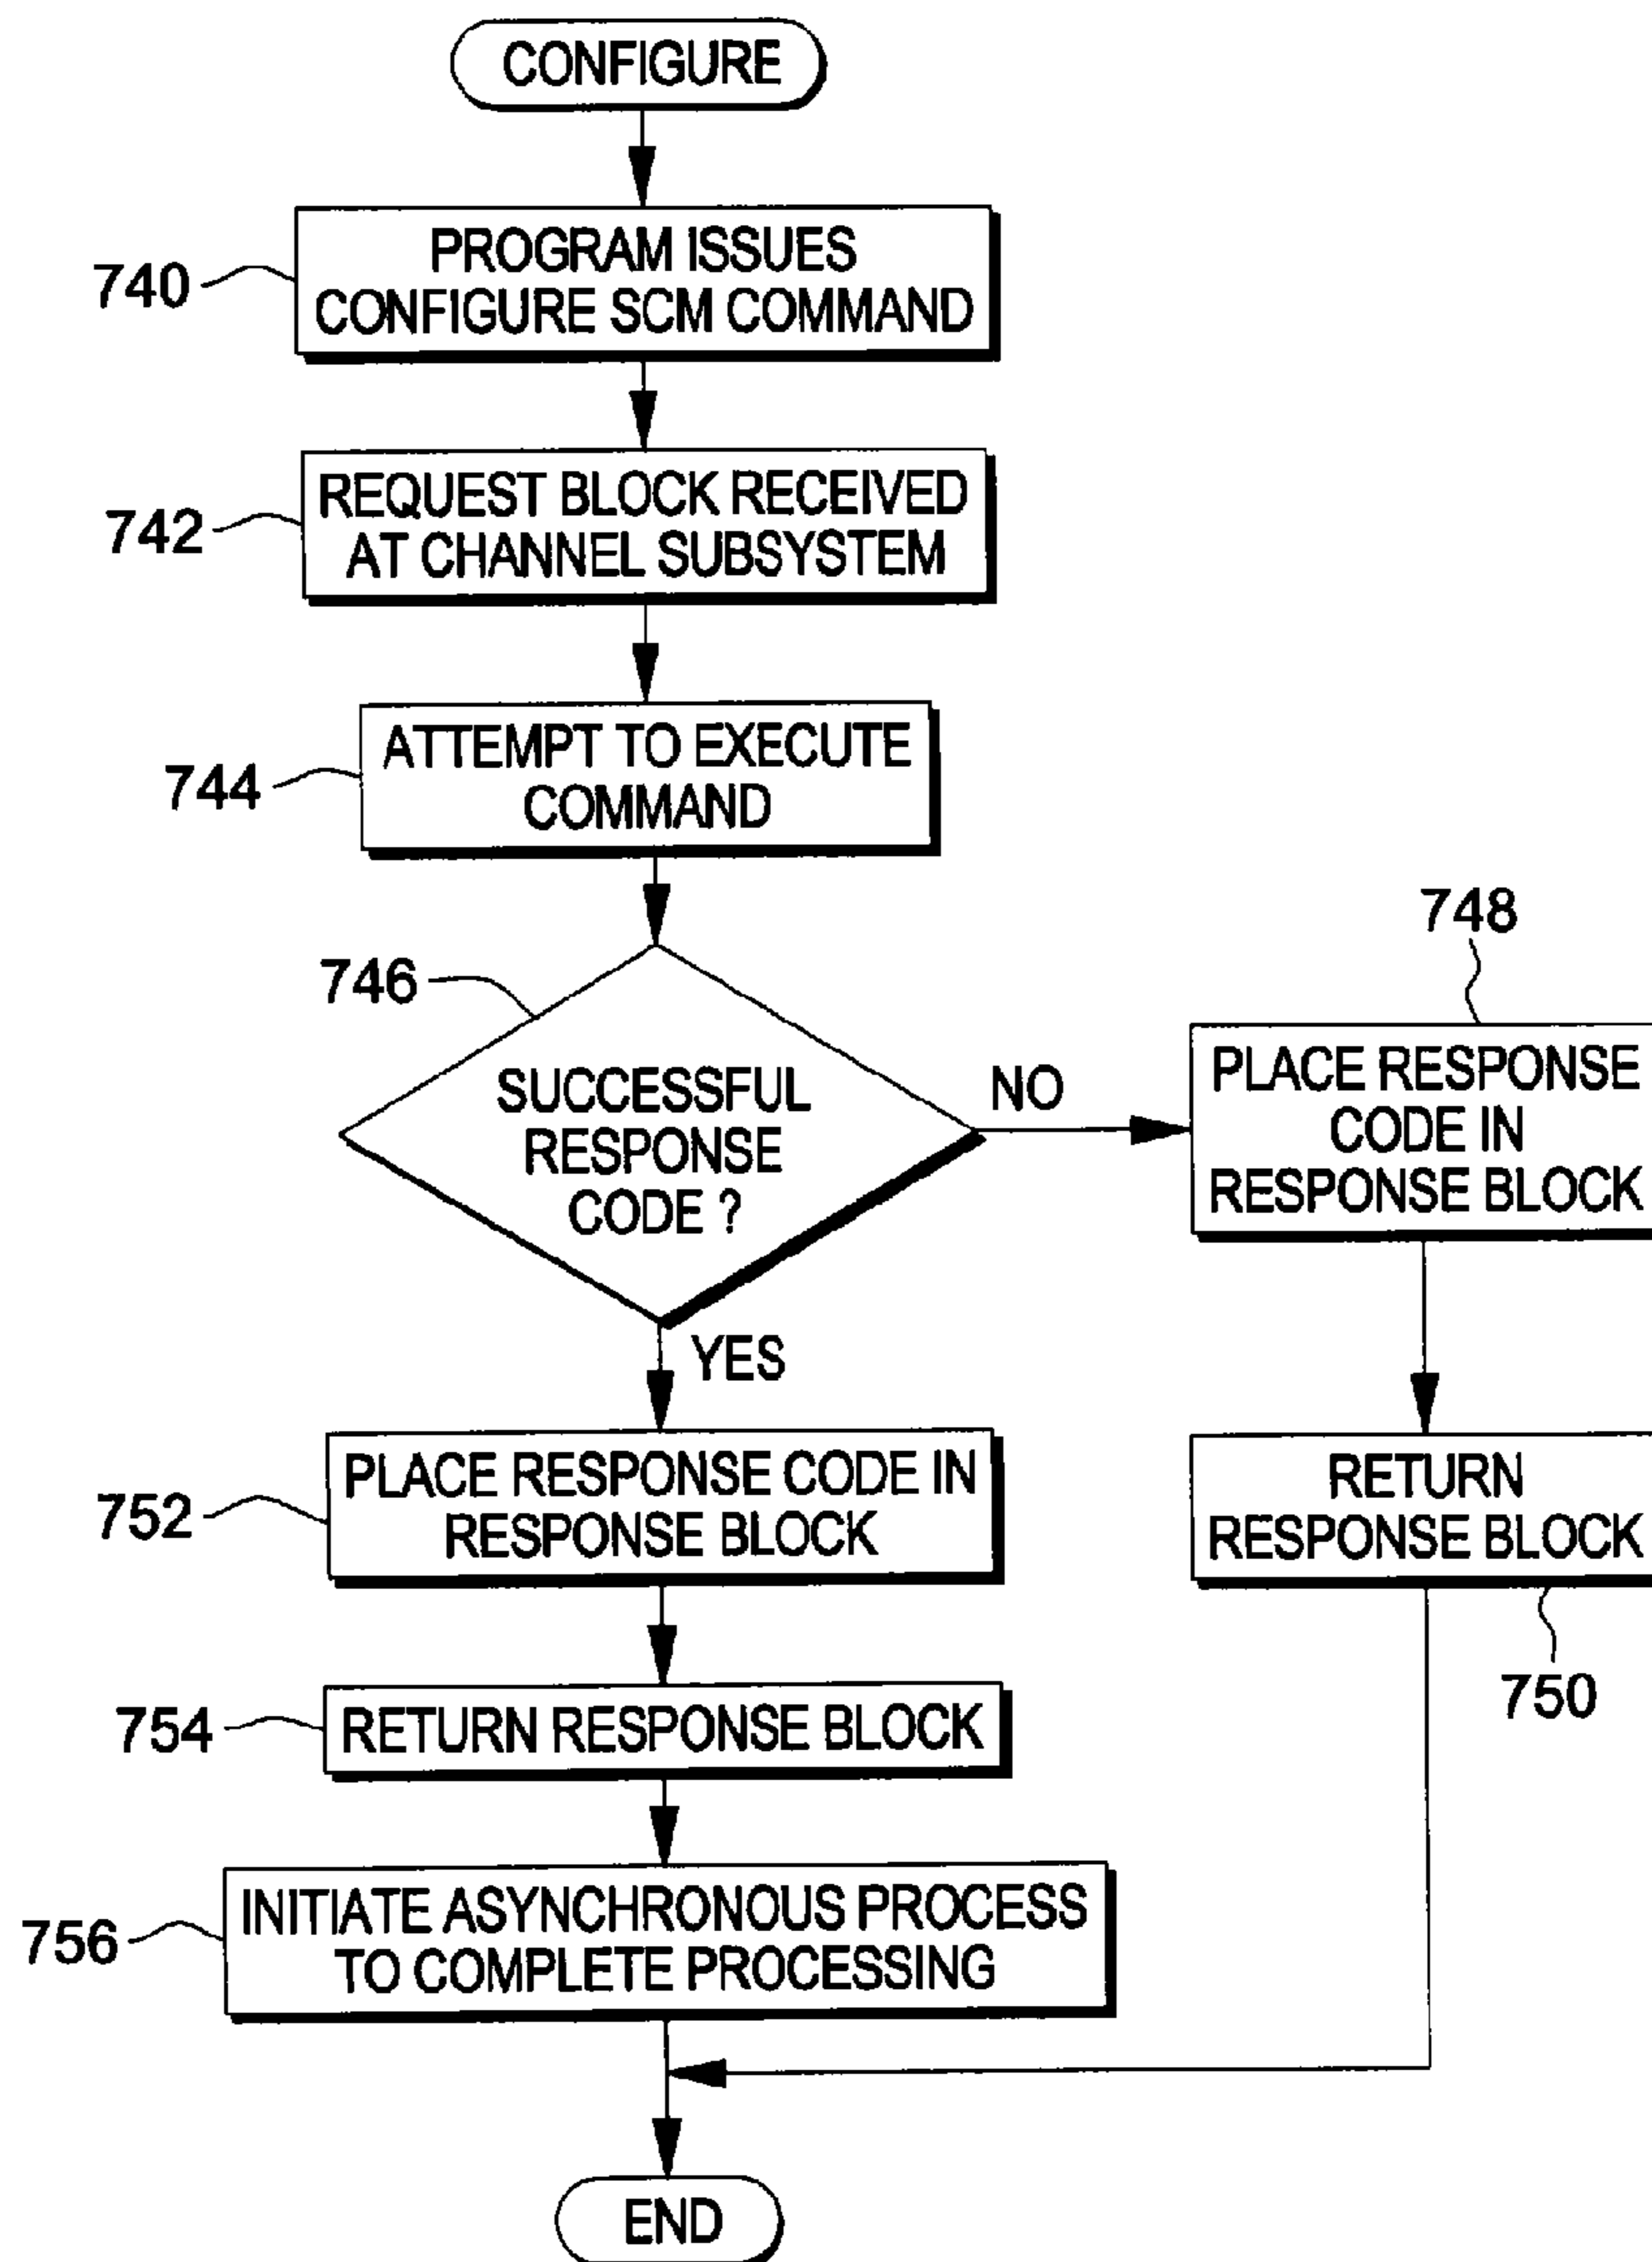 CONFIGURE
740
PROGRAM ISSUES
CONFIGURE SCM COMMAND
742
REQUEST BLOCK RECEIVED
AT CHANNEL SUBSYSTEM
744
ATTEMPT TO EXECUTE
COMMAND
746
SUCCESSFUL
RESPONSE
CODE ?
NO
748
PLACE RESPONSE
CODE IN
RESPONSE BLOCK
RETURN
RESPONSE BLOCK
750
YES
752
PLACE RESPONSE CODE IN
RESPONSE BLOCK
754
RETURN RESPONSE BLOCK
756
INITIATE ASYNCHRONOUS PROCESS
TO COMPLETE PROCESSING
END